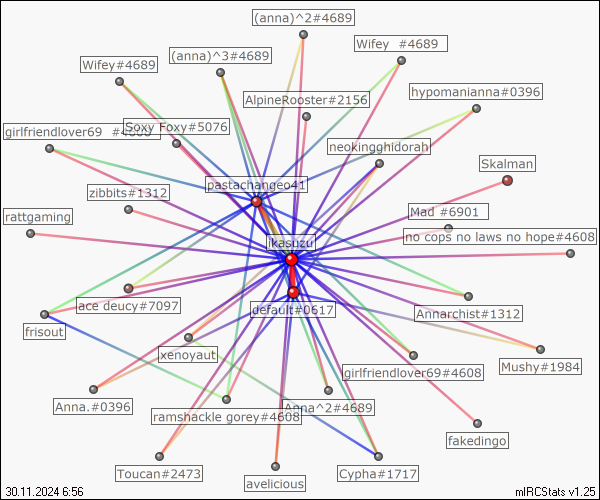 (anna)^2#4689
Wifey #4689
(anna)^3#4689
Wifey#4689
hypomanianna#0396
AlpineRooster#2156
Soxy Foxy#5076
girlfriendlover69 #4608
neokingghidorah
Skalman
pastachangeo41
zibbits#1312
Mad #6901
rattgaming
no cops no laws no hope#4608
ikasuzu
ace deucy#7097
default#0617
Annarchist#1312
frisout
xenoyaut
Mushy#1984
girlfriendlover69#4608
Anna.#0396
Anna^2#4689
ramshackle gorey#4608
fakedingo
Toucan#2473
Cypha#1717
avelicious
30.11.2024 6:56
mIRCStats v1.25